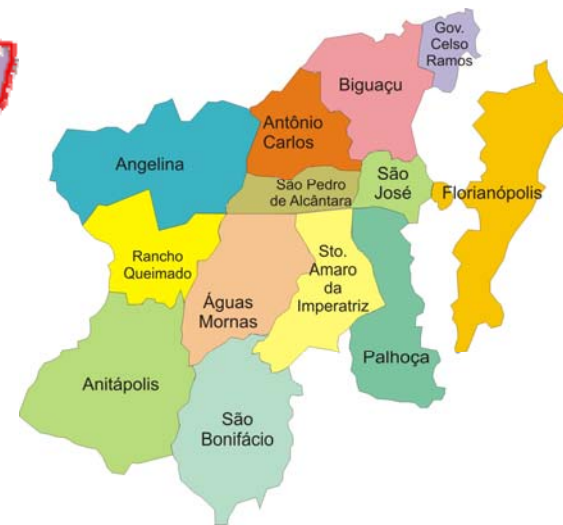 Gov.
Celso
Ramos
Biguaçu
Antônio
Carlos
Angelina
São
José
São Pedro
de Alcântara
Florianópolis
Rancho
Queimado
Sto.
Amaro
da
Imperatriz
Águas
Mornas
Palhoça
Anitápolis
São
Bonifácio